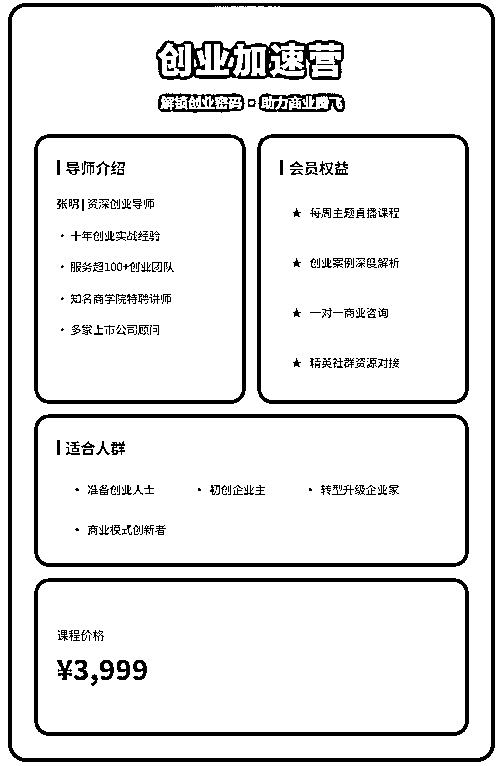 创业加速营
解锁创业密码 · 助力商业腾飞
导师介绍
张明 | 资深创业导师
· 十年创业实战经验
· 服务超100+创业团队
· 知名商学院特聘讲师
· 多家上市公司顾问
会员权益
★ 每周主题直播课程
★ 创业案例深度解析
★ 一对一商业咨询
★ 精英社群资源对接
适合人群
• 准备创业人士 • 初创企业主 • 转型升级企业家
• 商业模式创新者
课程价格
¥3,999